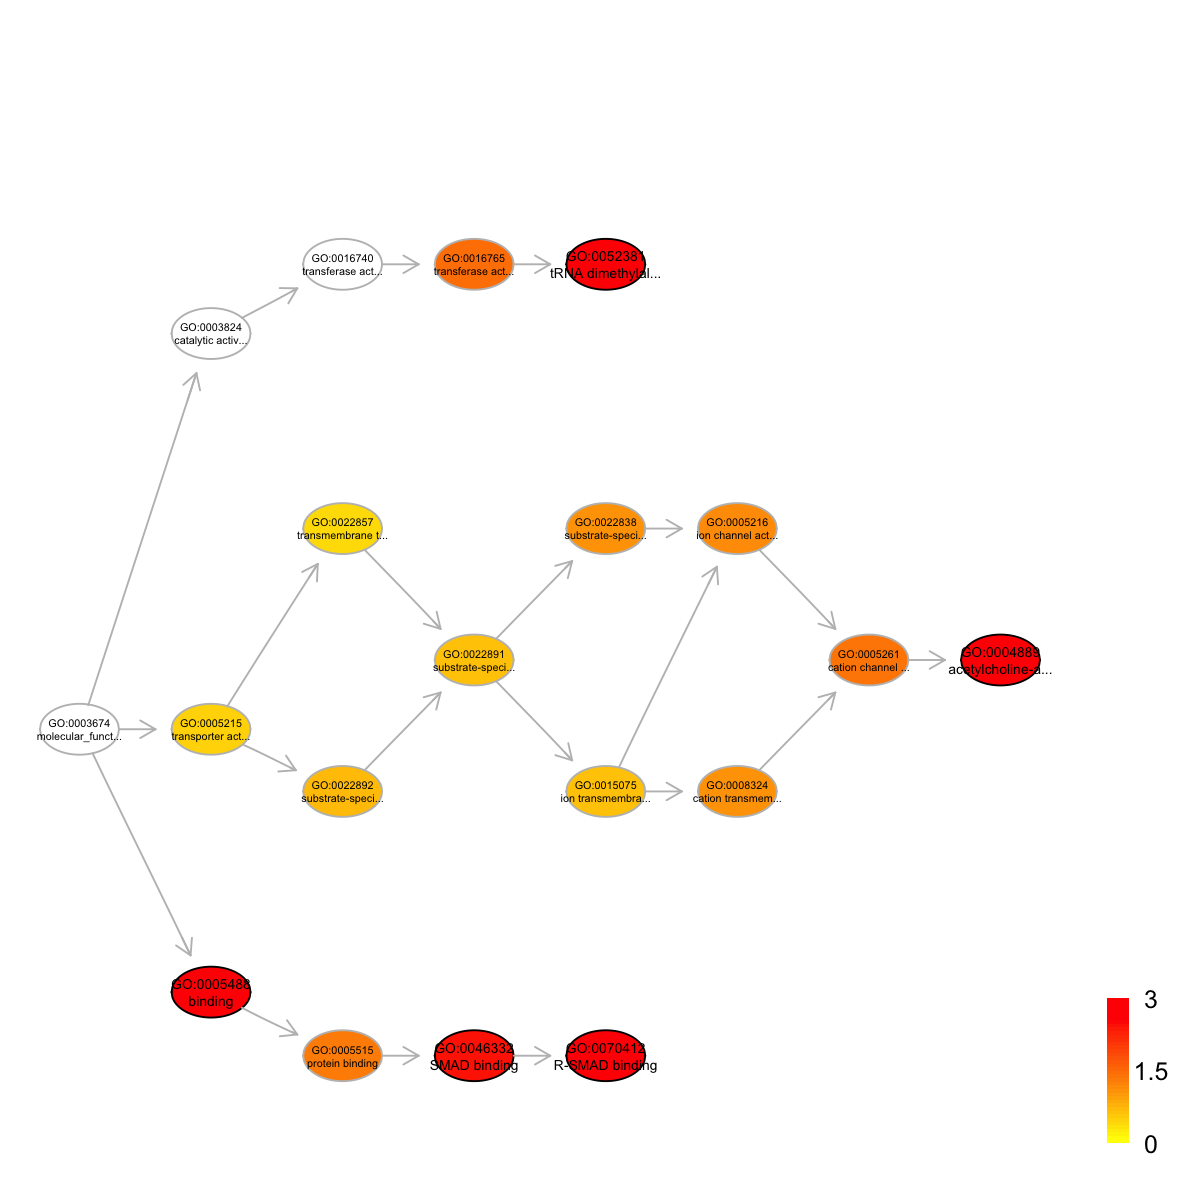 GO:0016740
transferase act...
GO:0016765
transferase act...
GO:0052381
tRNA dimethylal...
GO:0003824
catalytic activ...
GO:0022857
transmembrane t...
GO:0022838
substrate-speci...
GO:0005216
ion channel act...
GO:0022891
substrate-speci...
GO:0005261
cation channel ...
GO:0004889
acetylcholine-a...
GO:0003674
molecular_funct...
GO:0005215
transporter act...
GO:0022892
substrate-speci...
GO:0015075
ion transmembra...
GO:0008324
cation transmem...
GO:0005488
binding
GO:0005515
protein binding
GO:0046332
SMAD binding
GO:0070412
R-SMAD binding
3
1.5
0